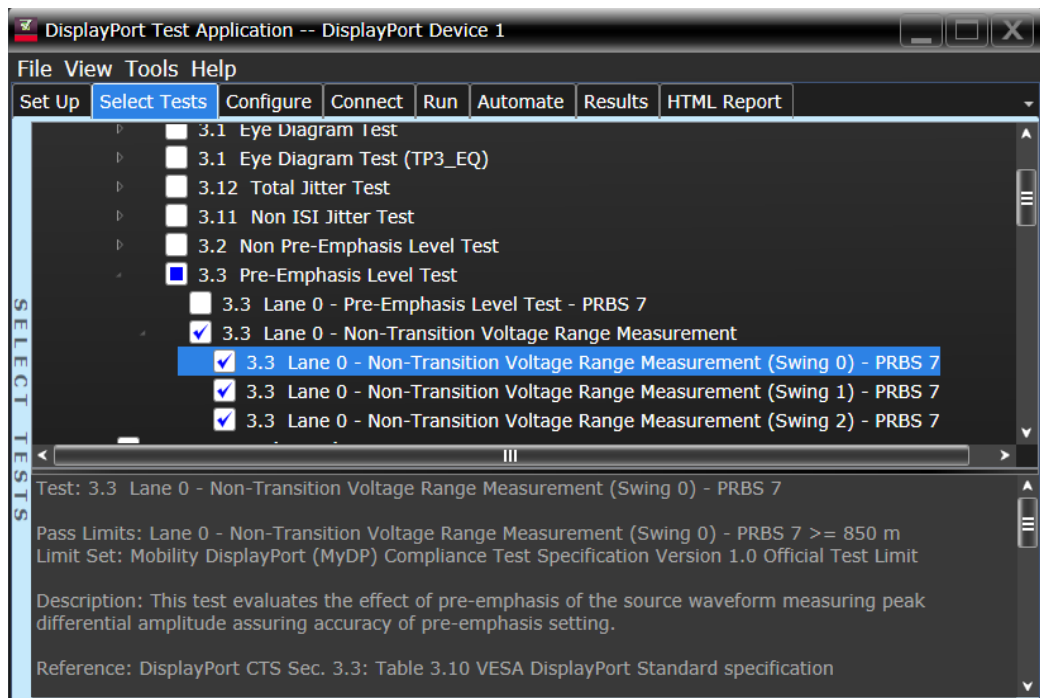 DisplayPort Test Application -- DisplayPort Device 1
File View Tools Help
Set Up Select Tests Configure Connect Run Automate Results HTML Report
3.1 Eye Diagram Test
3.1 Eye Diagram Test (TP3_EQ)
3.12 Total Jitter Test
3.11 Non ISI Jitter Test
3.2 Non Pre-Emphasis Level Test
3.3 Pre-Emphasis Level Test
3.3 Lane 0 - Pre-Emphasis Level Test - PRBS 7
3.3 Lane 0 - Non-Transition Voltage Range Measurement
3.3 Lane 0 - Non-Transition Voltage Range Measurement (Swing 0) - PRBS 7
3.3 Lane 0 - Non-Transition Voltage Range Measurement (Swing 1) - PRBS 7
3.3 Lane 0 - Non-Transition Voltage Range Measurement (Swing 2) - PRBS 7
SELECT TESTS
Test: 3.3 Lane 0 - Non-Transition Voltage Range Measurement (Swing 0) - PRBS 7
Pass Limits: Lane 0 - Non-Transition Voltage Range Measurement (Swing 0) - PRBS 7 >= 850 m
Limit Set: Mobility DisplayPort (MyDP) Compliance Test Specification Version 1.0 Official Test Limit
Description: This test evaluates the effect of pre-emphasis of the source waveform measuring peak
differential amplitude assuring accuracy of pre-emphasis setting.
Reference: DisplayPort CTS Sec. 3.3: Table 3.10 VESA DisplayPort Standard specification